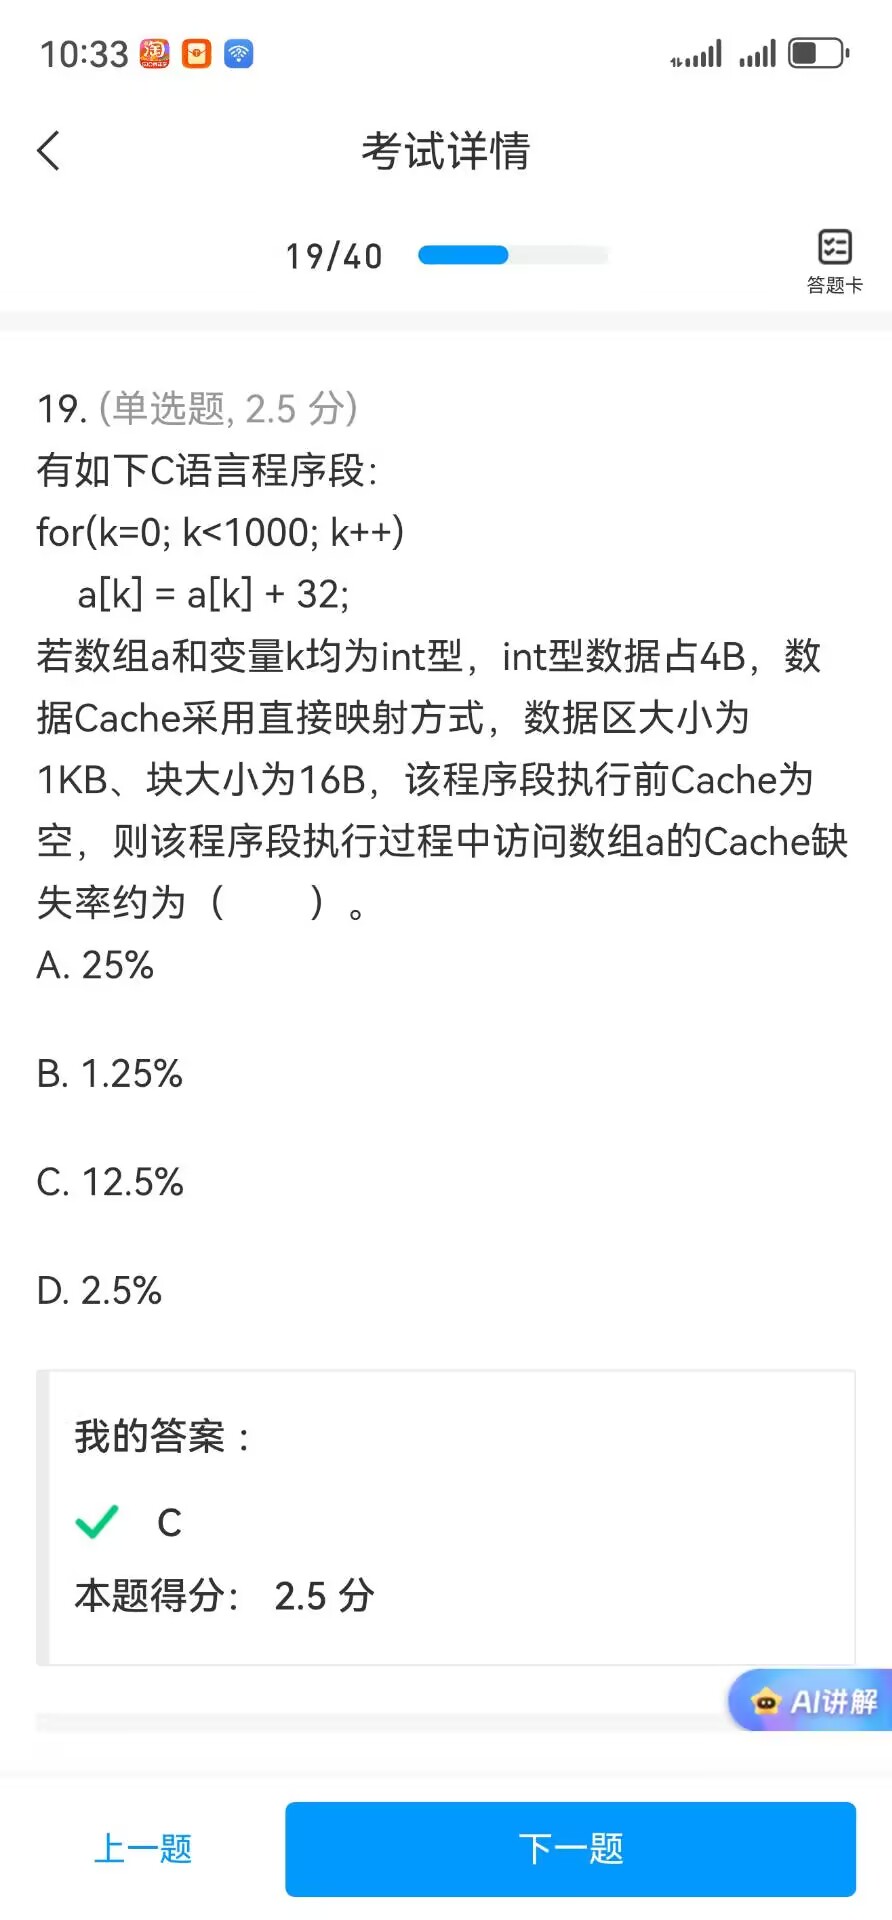 10:33
考试详情
19/40
答题卡
19. (单选题, 2.5 分)
有如下C语言程序段:
for(k=0; k<1000; k++)
a[k] = a[k] + 32;
若数组a和变量k均为int型，int型数据占4B，数
据Cache采用直接映射方式，数据区大小为
1KB、块大小为16B，该程序段执行前Cache为
空，则该程序段执行过程中访问数组a的Cache缺
失率约为（　　）。
A. 25%
B. 1.25%
C. 12.5%
D. 2.5%
我的答案：
C
本题得分： 2.5 分
AI讲解
上一题
下一题